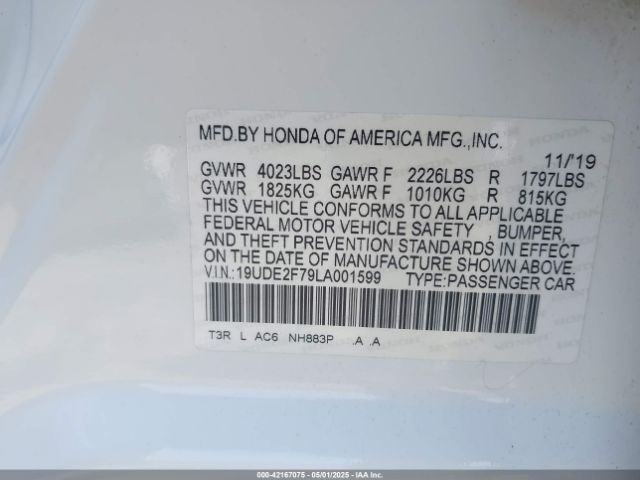 MFD.BY HONDA OF AMERICA MFG.,INC.
11/'19
GVWR 4023LBS GAWR F 2226LBS R 1797LBS
GVWR 1825KG GAWR F 1010KG R 815KG
THIS VEHICLE CONFORMS TO ALL APPLICABLE
FEDERAL MOTOR VEHICLE SAFETY , BUMPER,
AND THEFT PREVENTION STANDARDS IN EFFECT
ON THE DATE OF MANUFACTURE SHOWN ABOVE.
V.I.N.:19UDE2F79LA001599 TYPE:PASSENGER CAR
T3R L AC6 NH883P .A .A
000-42167075 - 05/01/2025 - COPYRIGHT © IAA, LLC